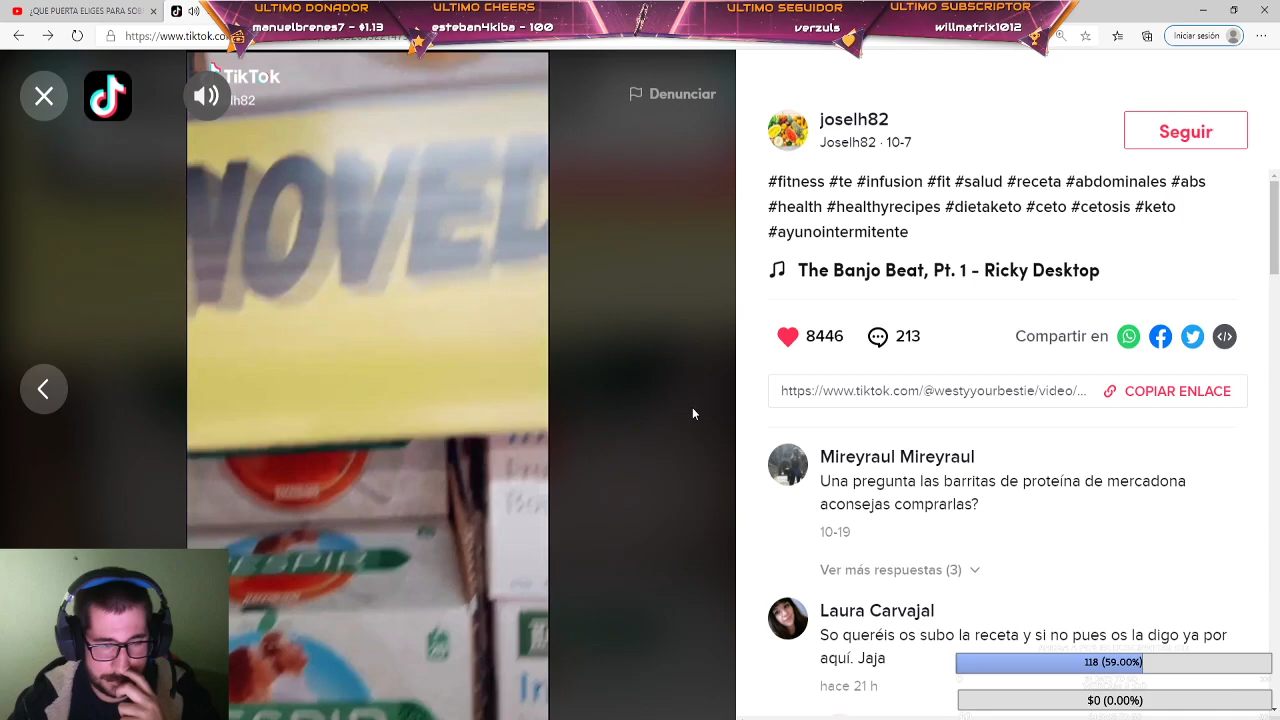 ¿QUE PUERTA ELIGES PARA SOB
ULTIMO DONADOR
manuelbrenes7 - $1.13
ULTIMO CHEERS
esteban4kiba - 100
ULTIMO SEGUIDOR
verzuls
ULTIMO SUBSCRIPTOR
willmatrix1012
https://www.tiktok.com
Iniciar sesión
TikTok
lh82
Denunciar
NOVED
joselh82
Joselh82 · 10-7
Seguir
#fitness #te #infusion #fit #salud #receta #abdominales #abs
#health #healthyrecipes #dietaketo #ceto #cetosis #keto
#ayunointermitente
The Banjo Beat, Pt. 1 - Ricky Desktop
8446
213
Compartir en
https://www.tiktok.com/@westyyourbestie/video/...
COPIAR ENLACE
Mireyraul Mireyraul
Una pregunta las barritas de proteína de mercadona
aconsejas comprarlas?
10-19
Ver más respuestas (3)
Laura Carvajal
So queréis os subo la receta y si no pues os la digo ya por
aquí. Jaja
hace 21 h
118 (59.00%)
$0 (0.00%)